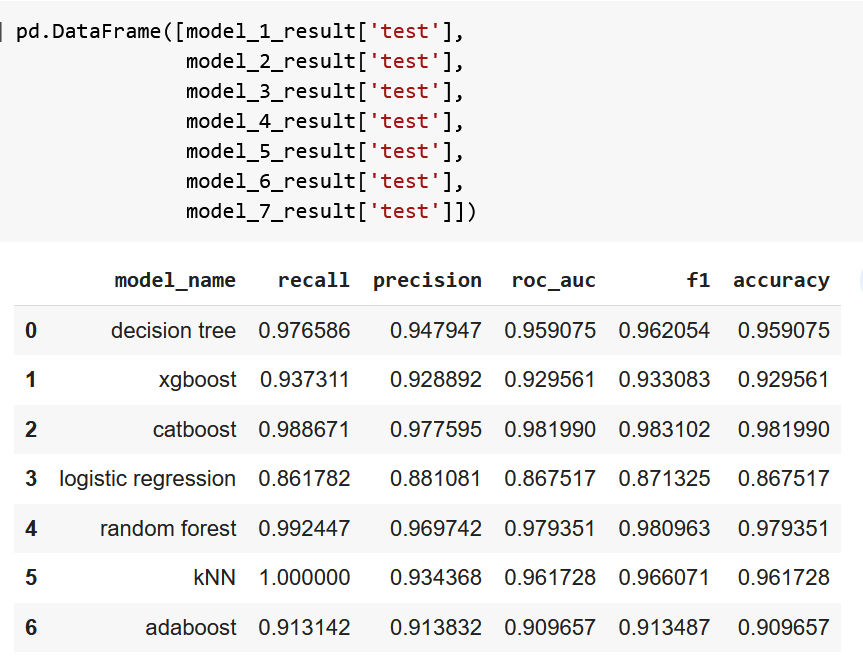 pd.DataFrame([model_1_result['test'],
model_2_result['test'],
model_3_result['test'],
model_4_result['test'],
model_5_result['test'],
model_6_result['test'],
model_7_result['test']])
model_name recall precision roc_auc f1 accuracy
0 decision tree 0.976586 0.947947 0.959075 0.962054 0.959075
1 xgboost 0.937311 0.928892 0.929561 0.933083 0.929561
2 catboost 0.988671 0.977595 0.981990 0.983102 0.981990
3 logistic regression 0.861782 0.881081 0.867517 0.871325 0.867517
4 random forest 0.992447 0.969742 0.979351 0.980963 0.979351
5 kNN 1.000000 0.934368 0.961728 0.966071 0.961728
6 adaboost 0.913142 0.913832 0.909657 0.913487 0.909657